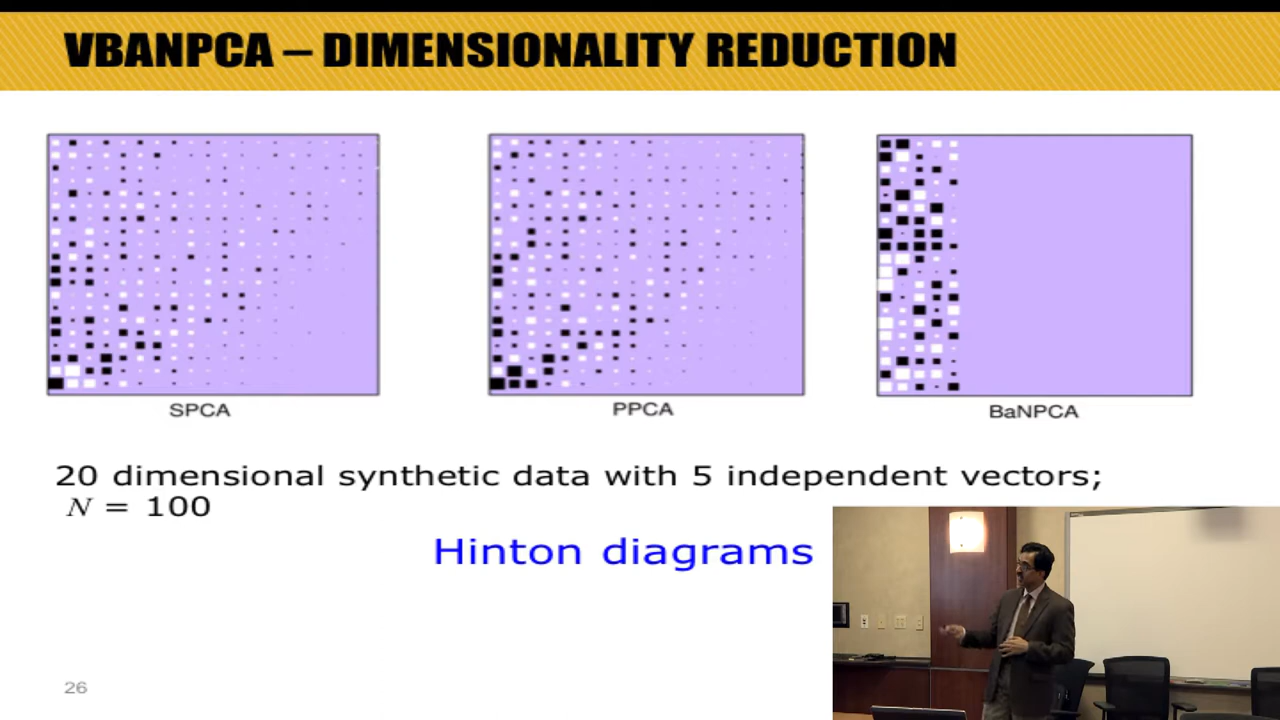 VBANPCA – DIMENSIONALITY REDUCTION
SPCA
PPCA
BaNPCA
20 dimensional synthetic data with 5 independent vectors;
N = 100
Hinton diagrams
26